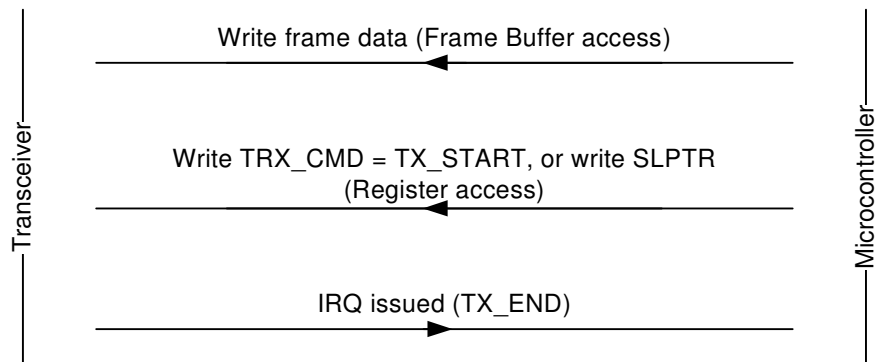 Write frame data (Frame Buffer access)
Transceiver
Write TRX_CMD = TX_START, or write SLPTR
(Register access)
Microcontroller
IRQ issued (TX_END)